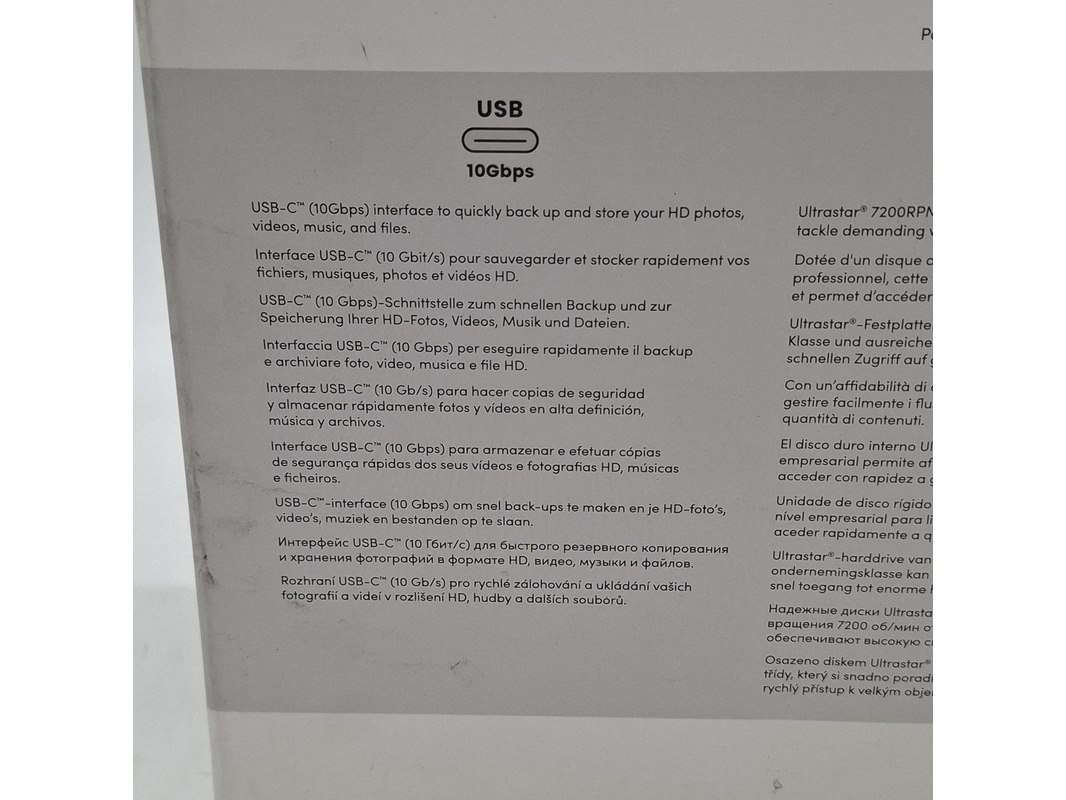 USB
10Gbps
USB-C™ (10Gbps) interface to quickly back up and store your HD photos,
videos, music, and files.
Interface USB-C™ (10 Gbit/s) pour sauvegarder et stocker rapidement vos
fichiers, musiques, photos et vidéos HD.
USB-C™ (10 Gbps)-Schnittstelle zum schnellen Backup und zur
Speicherung Ihrer HD-Fotos, Videos, Musik und Dateien.
Interfaccia USB-C™ (10 Gbps) per eseguire rapidamente il backup
e archiviare foto, video, musica e file HD.
Interfaz USB-C™ (10 Gb/s) para hacer copias de seguridad
y almacenar rápidamente fotos y vídeos en alta definición,
música y archivos.
Interface USB-C™ (10 Gbps) para armazenar e efetuar cópias
de segurança rápidas dos seus vídeos e fotografias HD, músicas
e ficheiros.
USB-C™-interface (10 Gbps) om snel back-ups te maken en je HD-foto's,
video's, muziek en bestanden op te slaan.
Интерфейс USB-C™ (10 Гбит/с) для быстрого резервного копирования
и хранения фотографий в формате HD, видео, музыки и файлов.
Rozhraní USB-C™ (10 Gb/s) pro rychlé zálohování a ukládání vašich
fotografií a videí v rozlišení HD, hudby a dalších souborů.
Ultrastar® 7200RPM
tackle demanding
Dotée d'un disque
professionnel, cette
et permet d'accéder
Ultrastar®-Festplatte
Klasse und ausreiche
schnellen Zugriff auf
Con un'affidabilità di
gestire facilmente i flu
quantità di contenuti.
El disco duro interno Ul
empresarial permite af
acceder con rapidez a
Unidade de disco rígido
nível empresarial para li
aceder rapidamente a q
Ultrastar®-harddrive van
ondernemingsklasse kan
snel toegang tot enorme
Надежные диски Ultrasta
вращения 7200 об/мин
обеспечивают высокую
Osazeno diskem Ultrastar®
třídy, který si snadno poradí
rychlý přístup k velkým obje